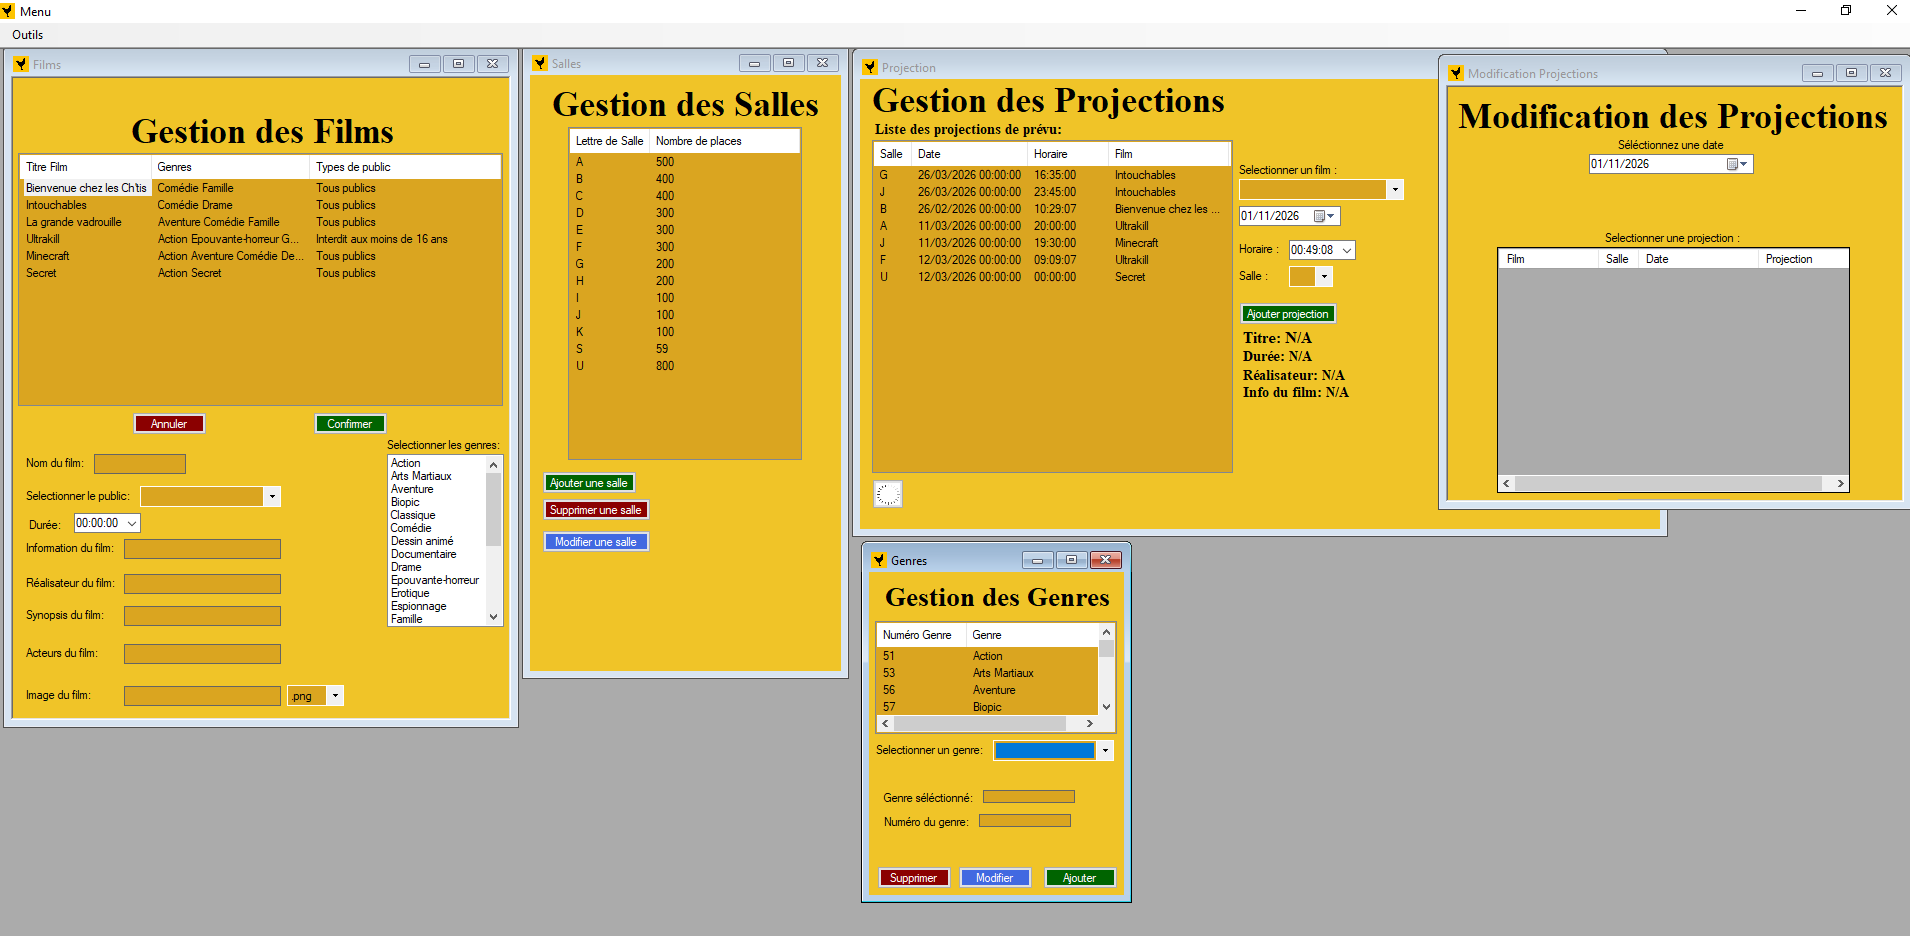 Menu
Outils
Films
Gestion des Films
Titre Film Genres Types de public
Bienvenue chez les Ch'tis Comédie Famille Tous publics
Intouchables Comédie Drame Tous publics
La grande vadrouille Aventure Comédie Famille Tous publics
Ultrakill Action Epouvante-horreur G... Interdit aux moins de 16 ans
Minecraft Action Aventure Comédie De... Tous publics
Secret Action Secret Tous publics
Annuler Confirmer
Selectionner les genres:
Nom du film:
Selectionner le public:
Durée: 00:00:00
Information du film:
Réalisateur du film:
Synopsis du film:
Acteurs du film:
Image du film: .png
Action
Arts Martiaux
Aventure
Biopic
Classique
Comédie
Dessin animé
Documentaire
Drame
Epouvante-horreur
Erotique
Espionnage
Famille
Salles
Gestion des Salles
Lettre de Salle Nombre de places
A 500
B 400
C 400
D 300
E 300
F 300
G 200
H 200
I 100
J 100
K 100
S 59
U 800
Ajouter une salle
Supprimer une salle
Modifier une salle
Projection
Gestion des Projections
Liste des projections de prévu:
Salle Date Horaire Film
G 26/03/2026 00:00:00 16:35:00 Intouchables
J 26/03/2026 00:00:00 23:45:00 Intouchables
B 26/02/2026 00:00:00 10:29:07 Bienvenue chez les ...
A 11/03/2026 00:00:00 20:00:00 Ultrakill
J 11/03/2026 00:00:00 19:30:00 Minecraft
F 12/03/2026 00:00:00 09:09:07 Ultrakill
U 12/03/2026 00:00:00 00:00:00 Secret
Selectionner un film :
01/11/2026
Horaire : 00:49:08
Salle :
Ajouter projection
Titre: N/A
Durée: N/A
Réalisateur: N/A
Info du film: N/A
Modification Projections
Modification des Projections
Séléctionnez une date
01/11/2026
Selectionner une projection :
Film Salle Date Projection
Genres
Gestion des Genres
Numéro Genre Genre
51 Action
53 Arts Martiaux
56 Aventure
57 Biopic
Selectionner un genre:
Genre séléctionné:
Numéro du genre:
Supprimer Modifier Ajouter